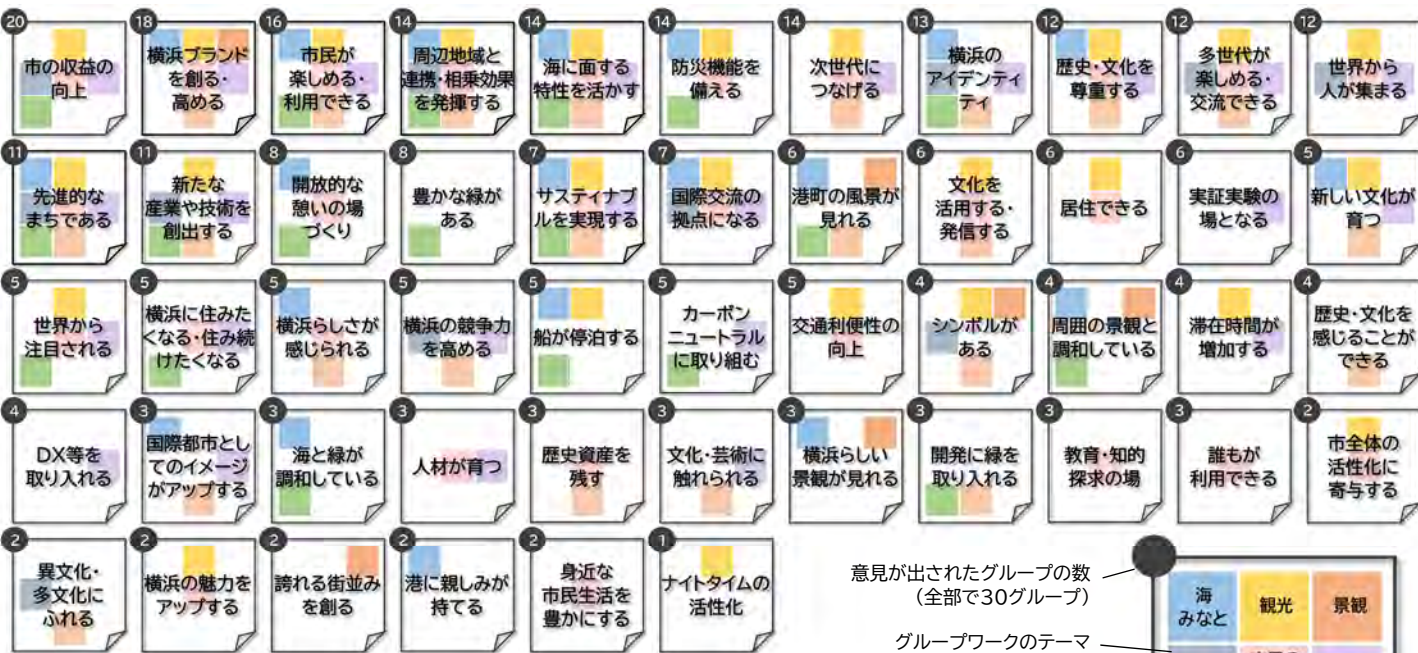 20
市の収益の
向上
18
横浜ブランド
を創る・
高める
16
市民が
楽しめる・
利用できる
14
周辺地域と
連携・相乗効果
を発揮する
14
海に面する
特性を活かす
14
防災機能を
備える
14
次世代に
つなげる
13
横浜の
アイデンティ
ティ
12
歴史・文化を
尊重する
12
多世代が
楽しめる・
交流できる
12
世界から
人が集まる
11
先進的な
まちである
11
新たな
産業や技術を
創出する
8
開放的な
憩いの場
づくり
8
豊かな緑が
ある
7
サスティナブ
ルを実現する
7
国際交流の
拠点になる
6
港町の風景が
見れる
6
文化を
活用する・
発信する
6
居住できる
6
実証実験の
場となる
5
新しい文化が
育つ
5
世界から
注目される
5
横浜に住みた
くなる・住み続
けたくなる
5
横浜らしさが
感じられる
5
横浜の競争力
を高める
5
船が停泊する
5
カーボン
ニュートラル
に取り組む
5
交通利便性の
向上
4
シンボルが
ある
4
周囲の景観と
調和している
4
滞在時間が
増加する
4
歴史・文化を
感じることが
できる
4
DX等を
取り入れる
3
国際都市とし
てのイメージ
がアップする
3
海と緑が
調和している
3
人材が育つ
3
歴史資産を
残す
3
文化・芸術に
触れられる
3
横浜らしい
景観が見れる
3
開発に緑を
取り入れる
3
教育・知的
探求の場
3
誰もが
利用できる
2
市全体の
活性化に
寄与する
2
異文化・
多文化に
ふれる
2
横浜の魅力を
アップする
2
誇れる街並み
を創る
2
港に親しみが
持てる
2
身近な
市民生活を
豊かにする
1
ナイトタイムの
活性化
意見が出されたグループの数
（全部で30グループ）
グループワークのテーマ
海
みなと
観光
景観